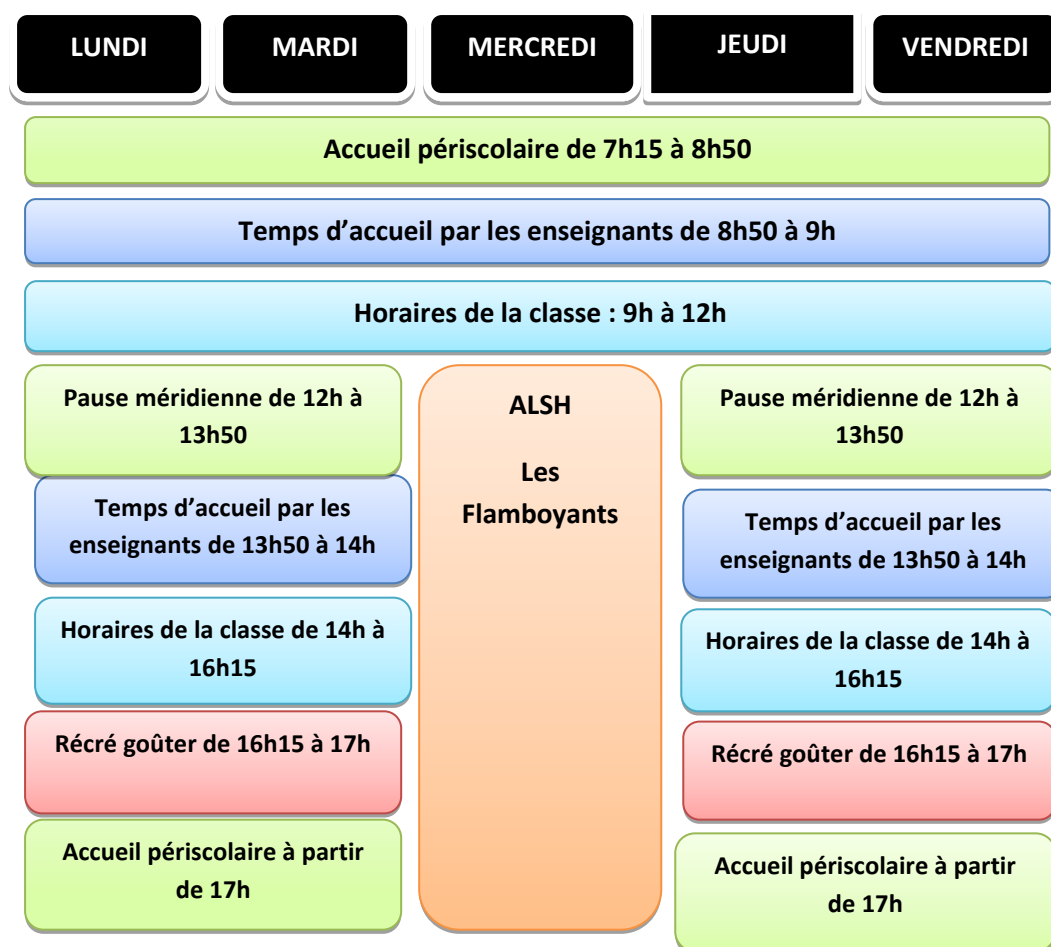 LUNDI MARDI MERCREDI JEUDI VENDREDI
Accueil périscolaire de 7h15 à 8h50
Temps d'accueil par les enseignants de 8h50 à 9h
Horaires de la classe : 9h à 12h
Pause méridienne de 12h à
13h50
Temps d'accueil par les
enseignants de 13h50 à 14h
Horaires de la classe de 14h à
16h15
Récré goûter de 16h15 à 17h
Accueil périscolaire à partir
de 17h
ALSH
Les
Flamboyants
Pause méridienne de 12h à
13h50
Temps d'accueil par les
enseignants de 13h50 à 14h
Horaires de la classe de 14h à
16h15
Récré goûter de 16h15 à 17h
Accueil périscolaire à partir
de 17h